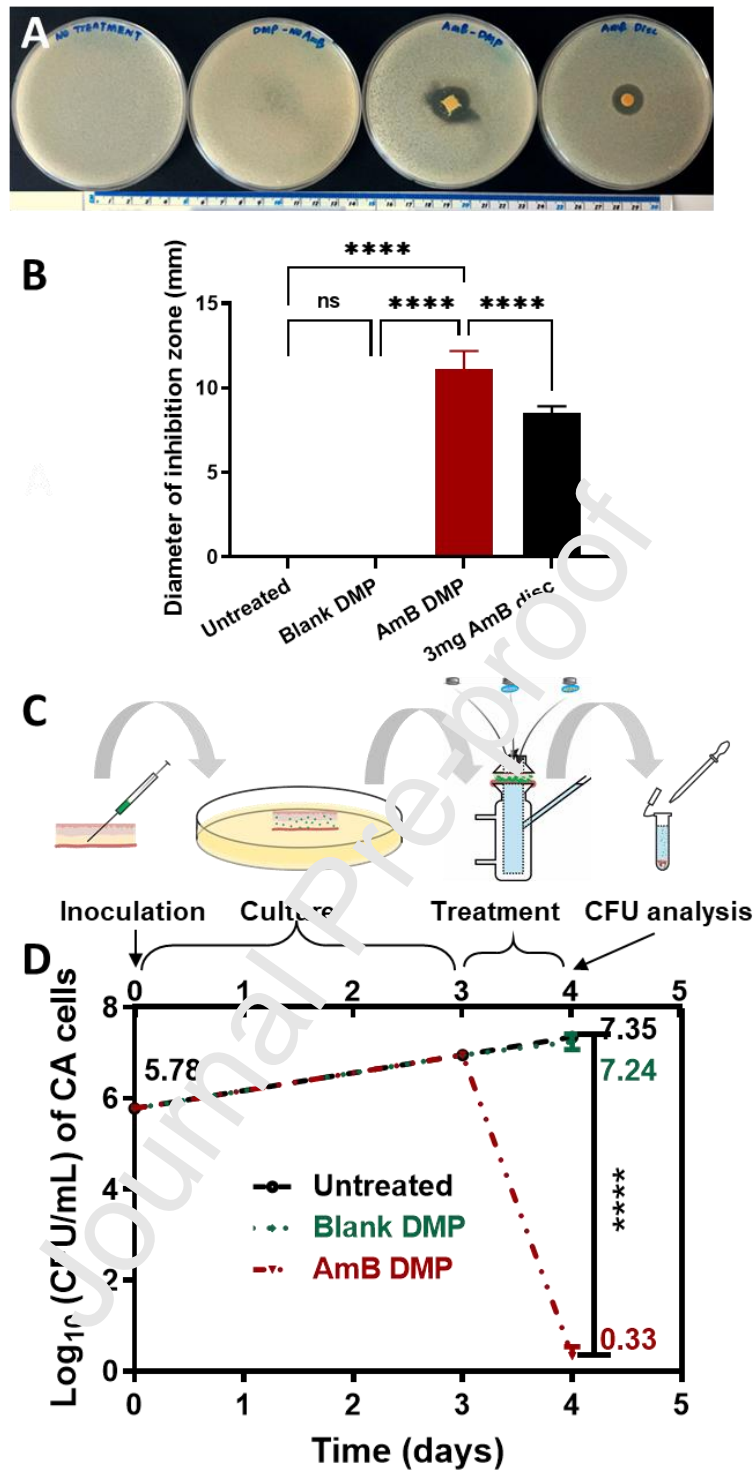 A
NO TREATMENT
DMP - NO AmB
AmB-DMP
AmB Disc
B
Diameter of inhibition zone (mm)
****
ns
****
****
15
10
5
0
Untreated
Blank DMP
AmB DMP
3mg AmB disc
C
Inoculation
Culture
Treatment
CFU analysis
D
0 1 2 3 4 5
Log10 (CFU/mL) of CA cells
8
6
4
2
0
5.78
7.35
7.24
0.33
****
Untreated
Blank DMP
AmB DMP
0 1 2 3 4 5
Time (days)
Journal Pre-proof